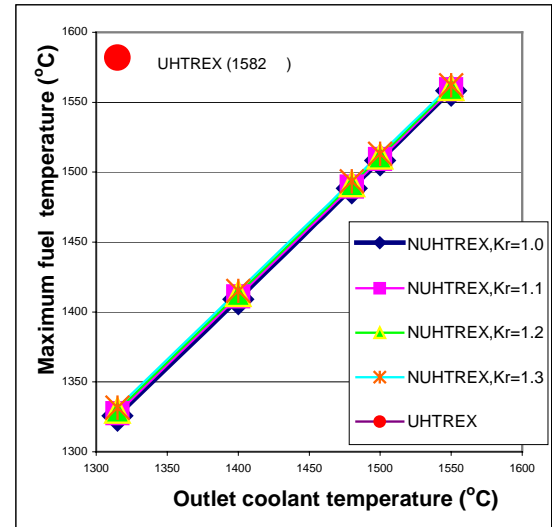 1600
1550
1500
1450
1400
1350
1300
Maximum fuel temperature (°C)
UHTREX (1582 )
NUHTREX,Kr=1.0
NUHTREX,Kr=1.1
NUHTREX,Kr=1.2
NUHTREX,Kr=1.3
UHTREX
1300 1350 1400 1450 1500 1550 1600
Outlet coolant temperature (°C)